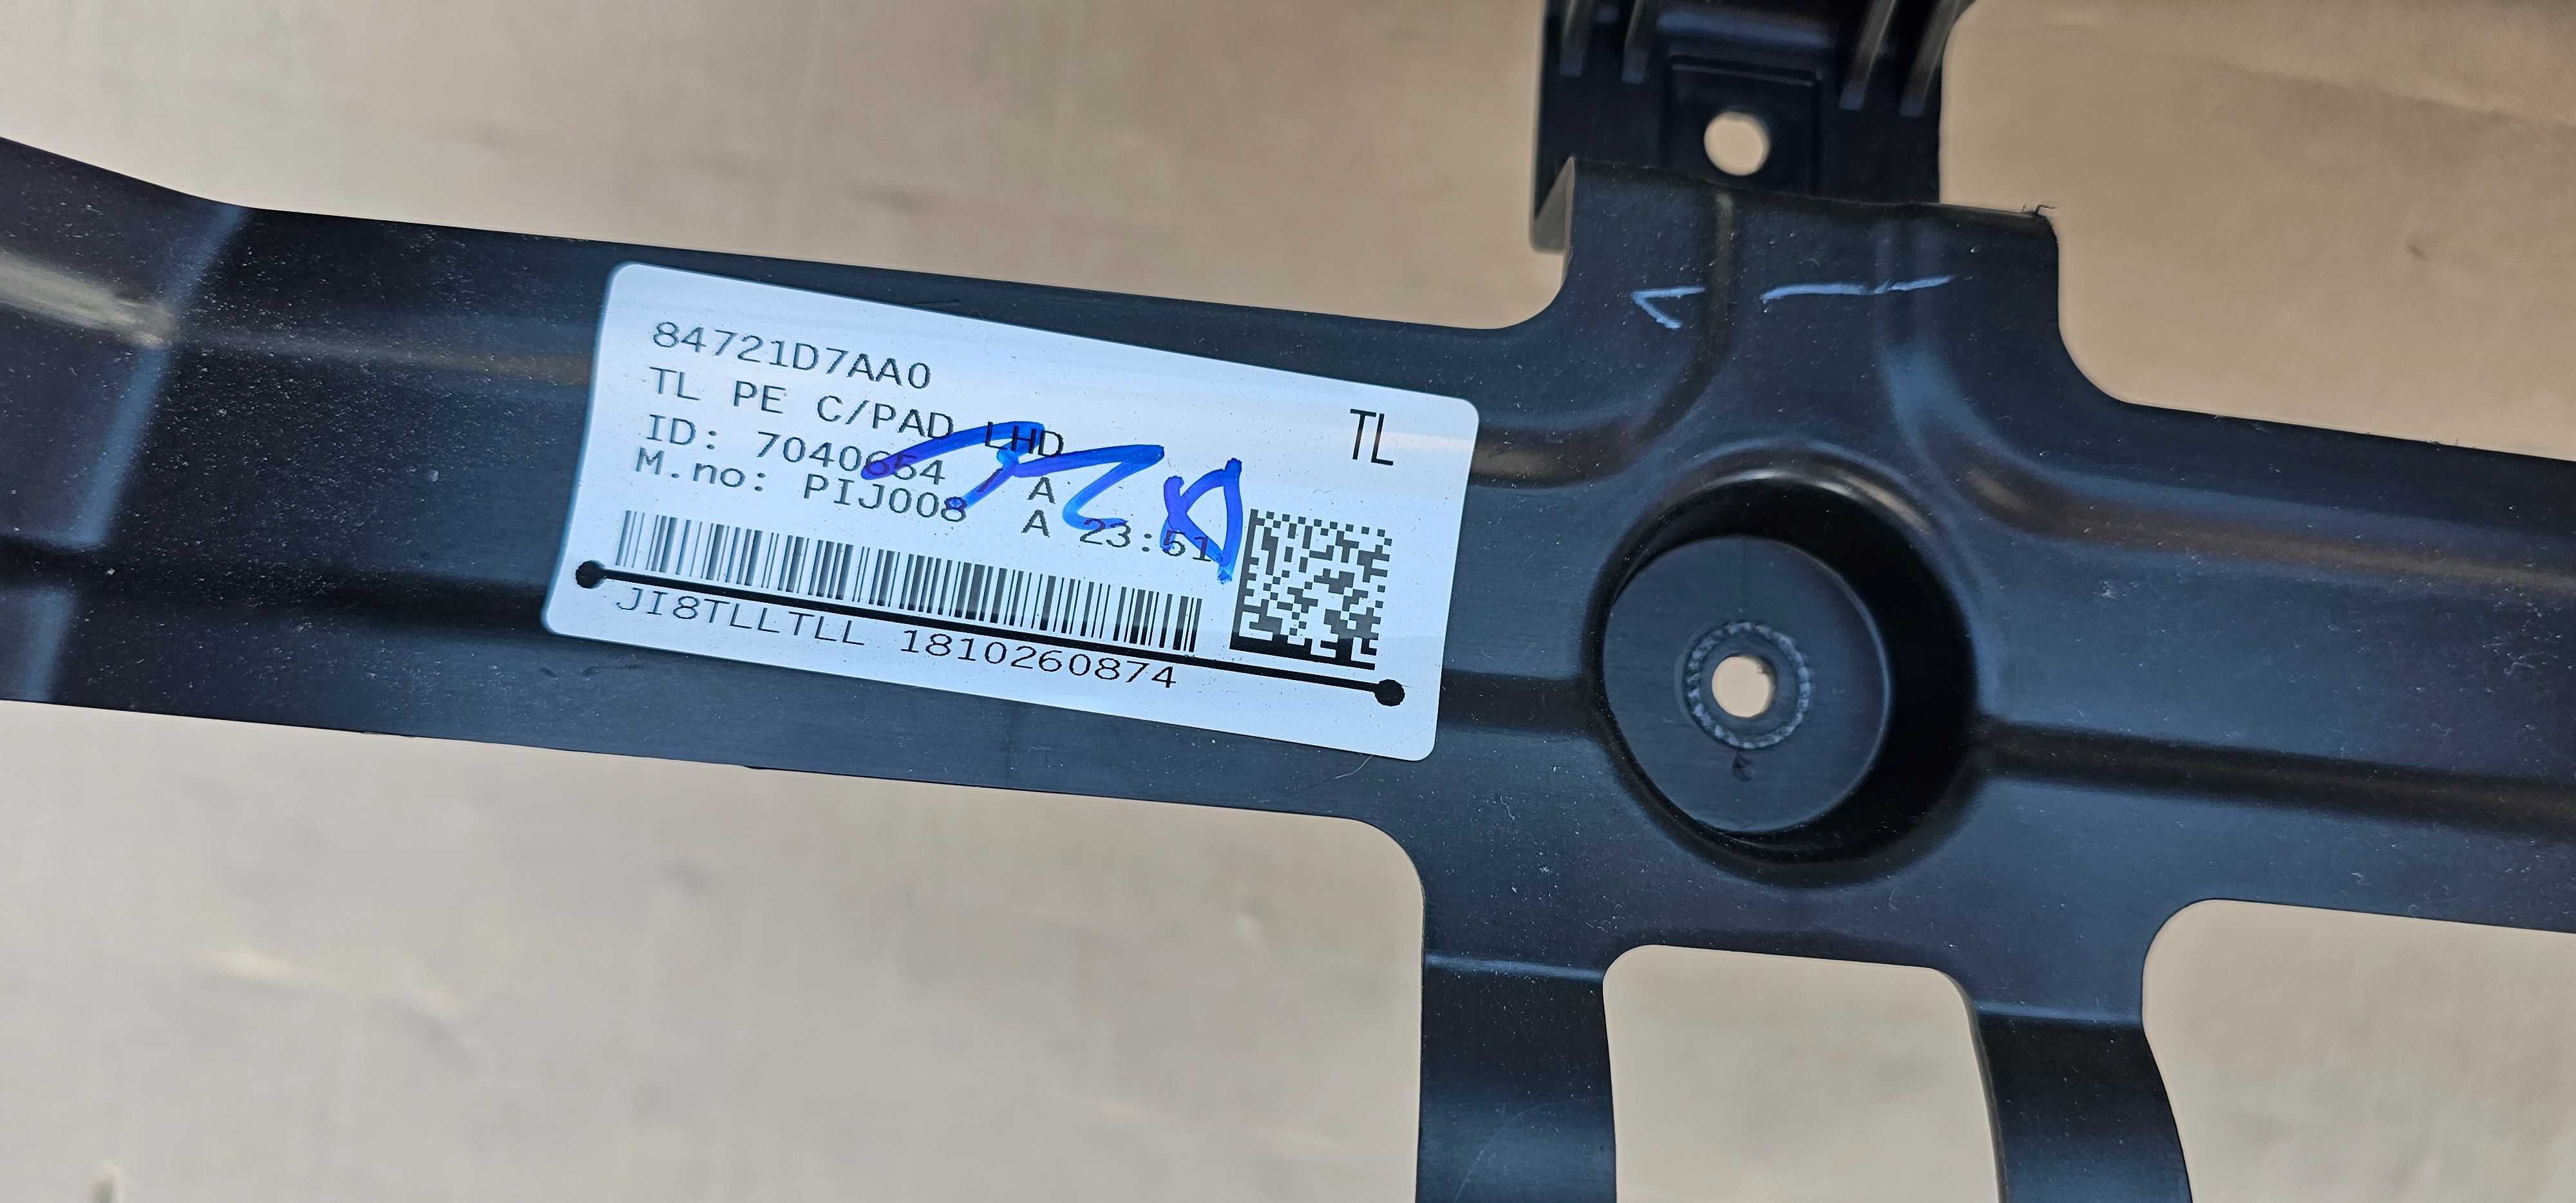 84721D7AA0
TL PE C/PAD LHD
TL
ID: 7040654 A
M.no: PIJ008 A 23:51
JI8TLLTLL 1810260874